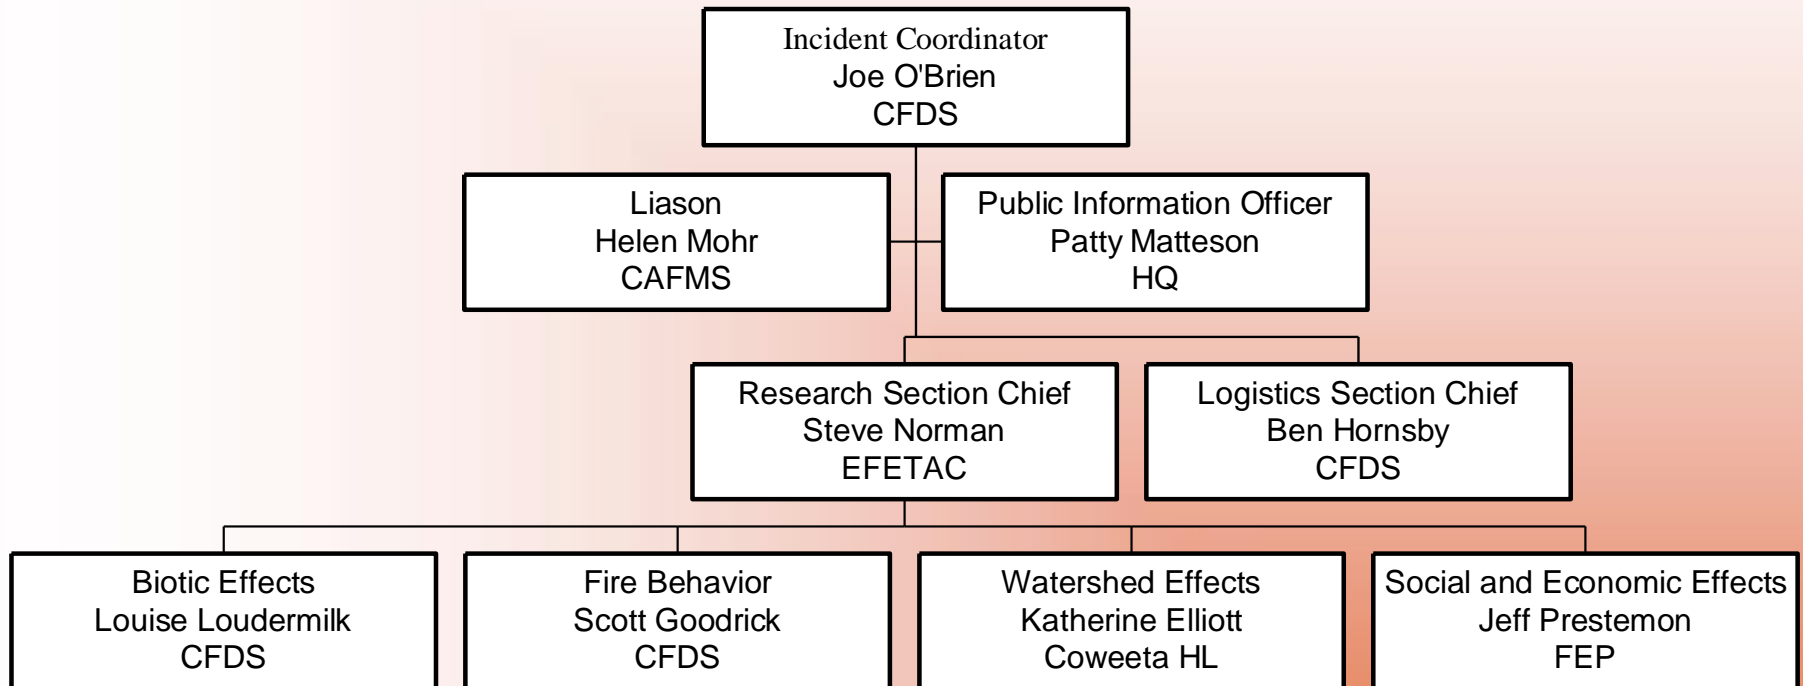 Incident Coordinator
Joe O'Brien
CFDS
Liason
Helen Mohr
CAFMS
Public Information Officer
Patty Matteson
HQ
Research Section Chief
Steve Norman
EFETAC
Logistics Section Chief
Ben Hornsby
CFDS
Biotic Effects
Louise Loudermilk
CFDS
Fire Behavior
Scott Goodrick
CFDS
Watershed Effects
Katherine Elliott
Coweeta HL
Social and Economic Effects
Jeff Prestemon
FEP